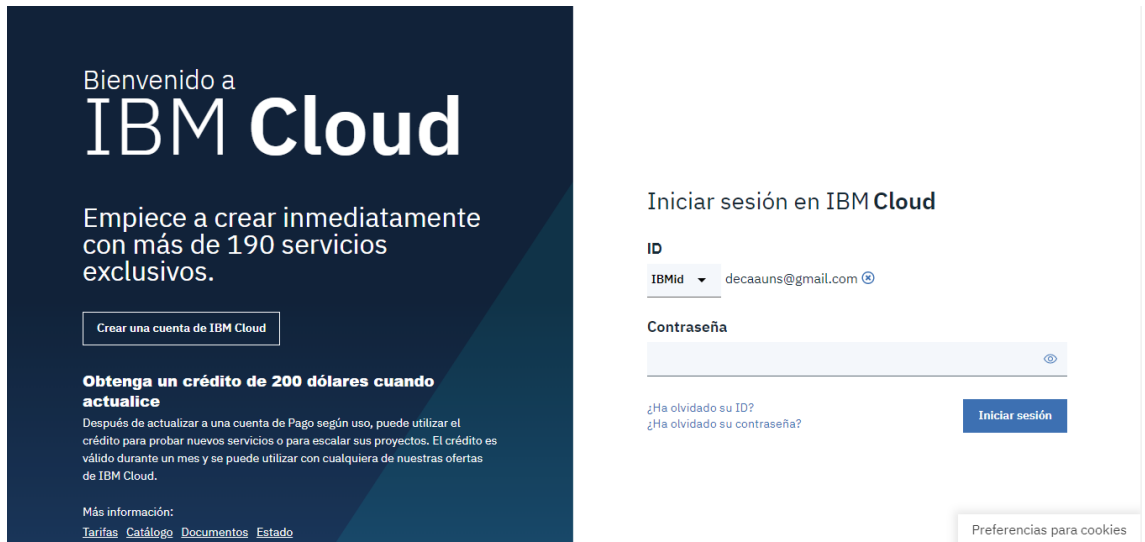 Bienvenido a
IBM Cloud
Empiece a crear inmediatamente
con más de 190 servicios
exclusivos.
Crear una cuenta de IBM Cloud
Obtenga un crédito de 200 dólares cuando
actualice
Después de actualizar a una cuenta de Pago según uso, puede utilizar el
crédito para probar nuevos servicios o para escalar sus proyectos. El crédito es
válido durante un mes y se puede utilizar con cualquiera de nuestras ofertas
de IBM Cloud.
Más información:
Tarifas Catálogo Documentos Estado
Iniciar sesión en IBM Cloud
ID
IBMid decaauns@gmail.com
Contraseña
¿Ha olvidado su ID?
¿Ha olvidado su contraseña?
Iniciar sesión
Preferencias para cookies